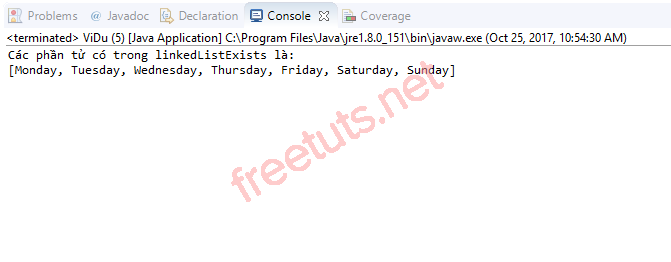 Problems @ Javadoc Declaration Console Coverage
<terminated> ViDu (5) [Java Application] C:\Program Files\Java\jre1.8.0_151\bin\javaw.exe (Oct 25, 2017, 10:54:30 AM)
Các phần tử có trong linkedListExists là:
[Monday, Tuesday, Wednesday, Thursday, Friday, Saturday, Sunday]
freetuts.net